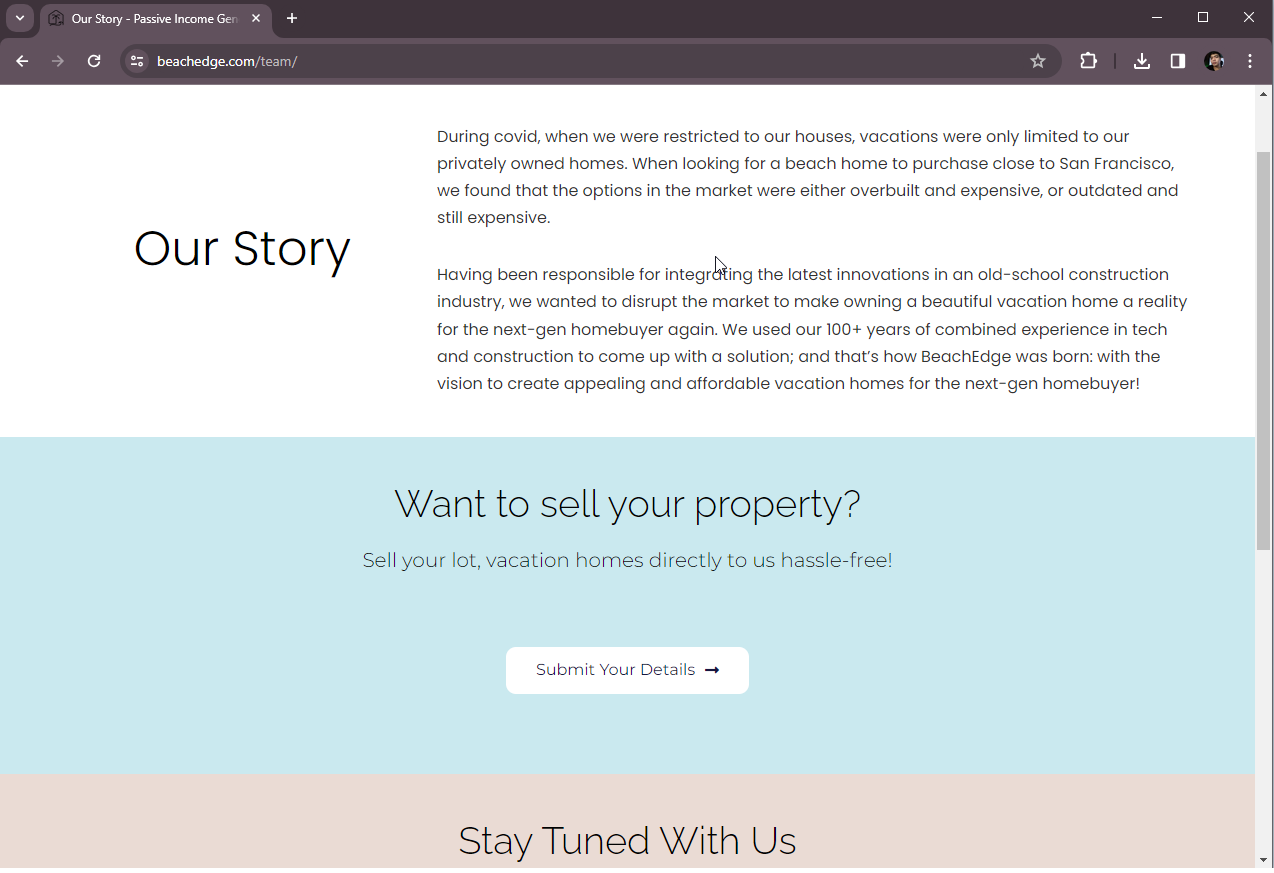 Our Story - Passive Income Gen
beachedge.com/team/
Our Story
During covid, when we were restricted to our houses, vacations were only limited to our
privately owned homes. When looking for a beach home to purchase close to San Francisco,
we found that the options in the market were either overbuilt and expensive, or outdated and
still expensive.
Having been responsible for integrating the latest innovations in an old-school construction
industry, we wanted to disrupt the market to make owning a beautiful vacation home a reality
for the next-gen homebuyer again. We used our 100+ years of combined experience in tech
and construction to come up with a solution; and that’s how BeachEdge was born: with the
vision to create appealing and affordable vacation homes for the next-gen homebuyer!
Want to sell your property?
Sell your lot, vacation homes directly to us hassle-free!
Submit Your Details
Stay Tuned With Us